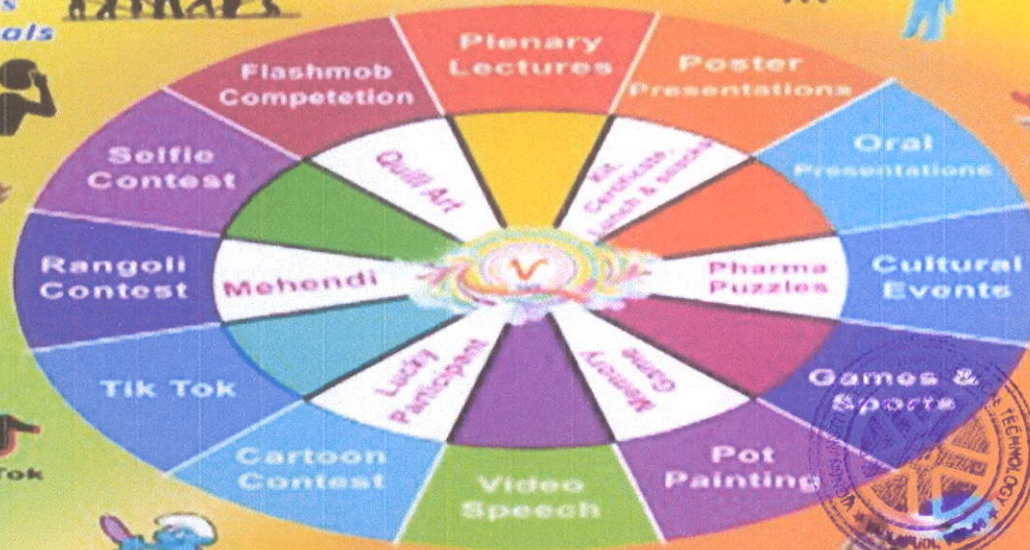 s
als
Plenary
Lectures
Poster
Presentations
Oral
Presentations
Cultural
Events
Games &
Sports
Pot
Painting
Video
Speech
Cartoon
Contest
Tik Tok
Rangoli
Contest
Selfie
Contest
Flashmob
Competetion
Quill Art
Kit,
Certificate,
Lunch & snacks
Pharma
Puzzles
Memory
Game
Lucky
Participant
Mehendi
V
Tok
TECHNOLOGY